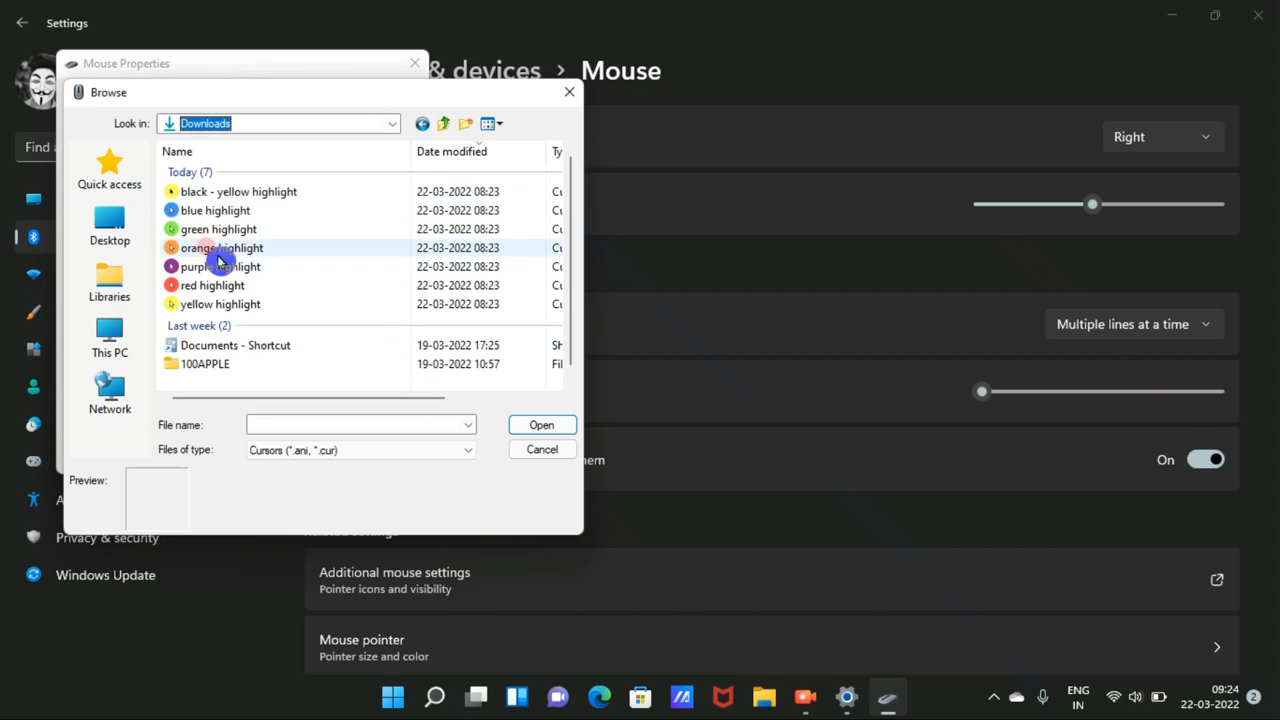 Settings
Mouse Properties
& devices > Mouse
Browse
Find a
Right
Look in: Downloads
Quick access
Desktop
Libraries
This PC
Network
Name Date modified Ty
Today (7)
black - yellow highlight 22-03-2022 08:23 Cu
blue highlight 22-03-2022 08:23 Cu
green highlight 22-03-2022 08:23 Cu
orange highlight 22-03-2022 08:23 Cu
purple highlight 22-03-2022 08:23 Cu
red highlight 22-03-2022 08:23 Cu
yellow highlight 22-03-2022 08:23 Cu
Last week (2)
Documents - Shortcut 19-03-2022 17:25 Sh
100APPLE 19-03-2022 10:57 Fil
Multiple lines at a time
File name: Open
Files of type: Cursors (*.ani, *.cur) Cancel
Preview:
hem
On
A
Privacy & security
Windows Update
Additional mouse settings
Pointer icons and visibility
Mouse pointer
Pointer size and color
ENG
IN
09:24
22-03-2022
2